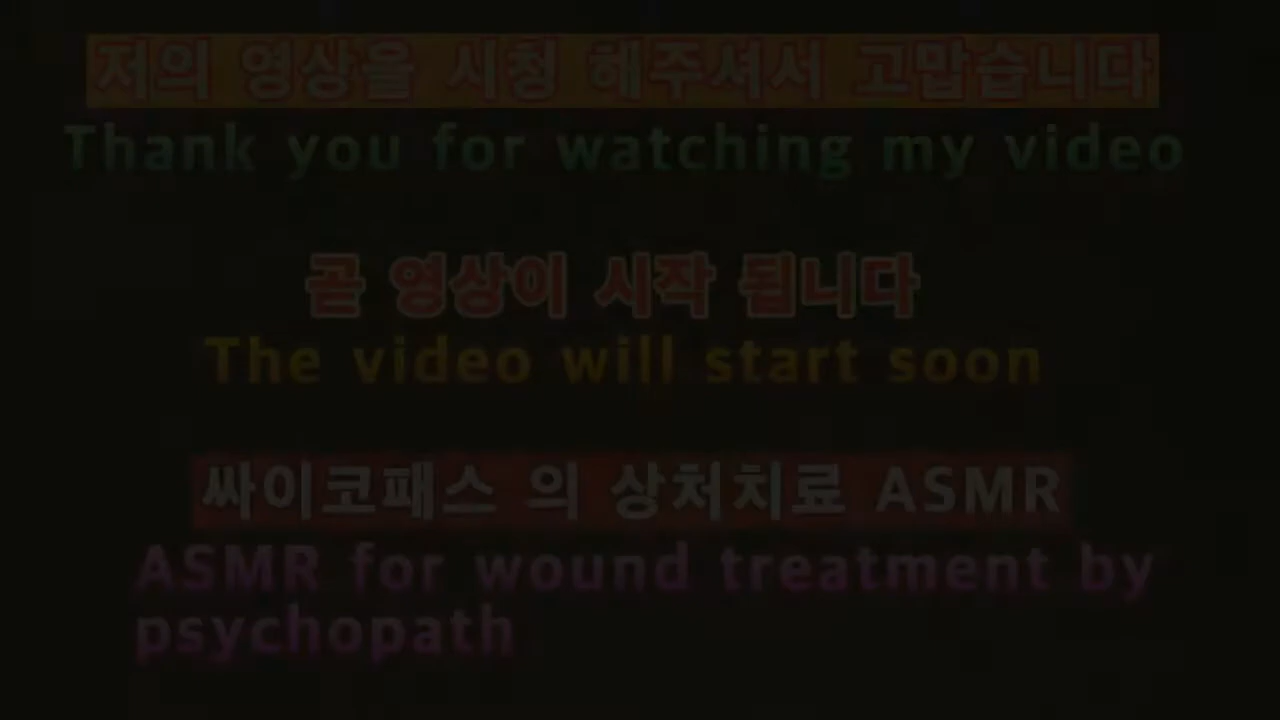 저의 영상을 시청 해주셔서 고맙습니다
Thank you for watching my video
곧 영상이 시작 됩니다
The video will start soon
싸이코패스 의 상처치료 ASMR
ASMR for wound treatment by
psychopath